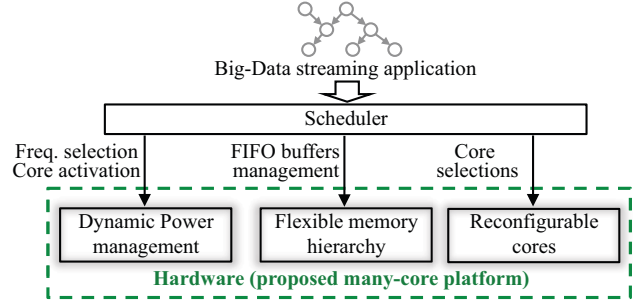 Big-Data streaming application
Scheduler
Freq. selection
Core activation
FIFO buffers
management
Core
selections
Dynamic Power
management
Flexible memory
hierarchy
Reconfigurable
cores
Hardware (proposed many-core platform)